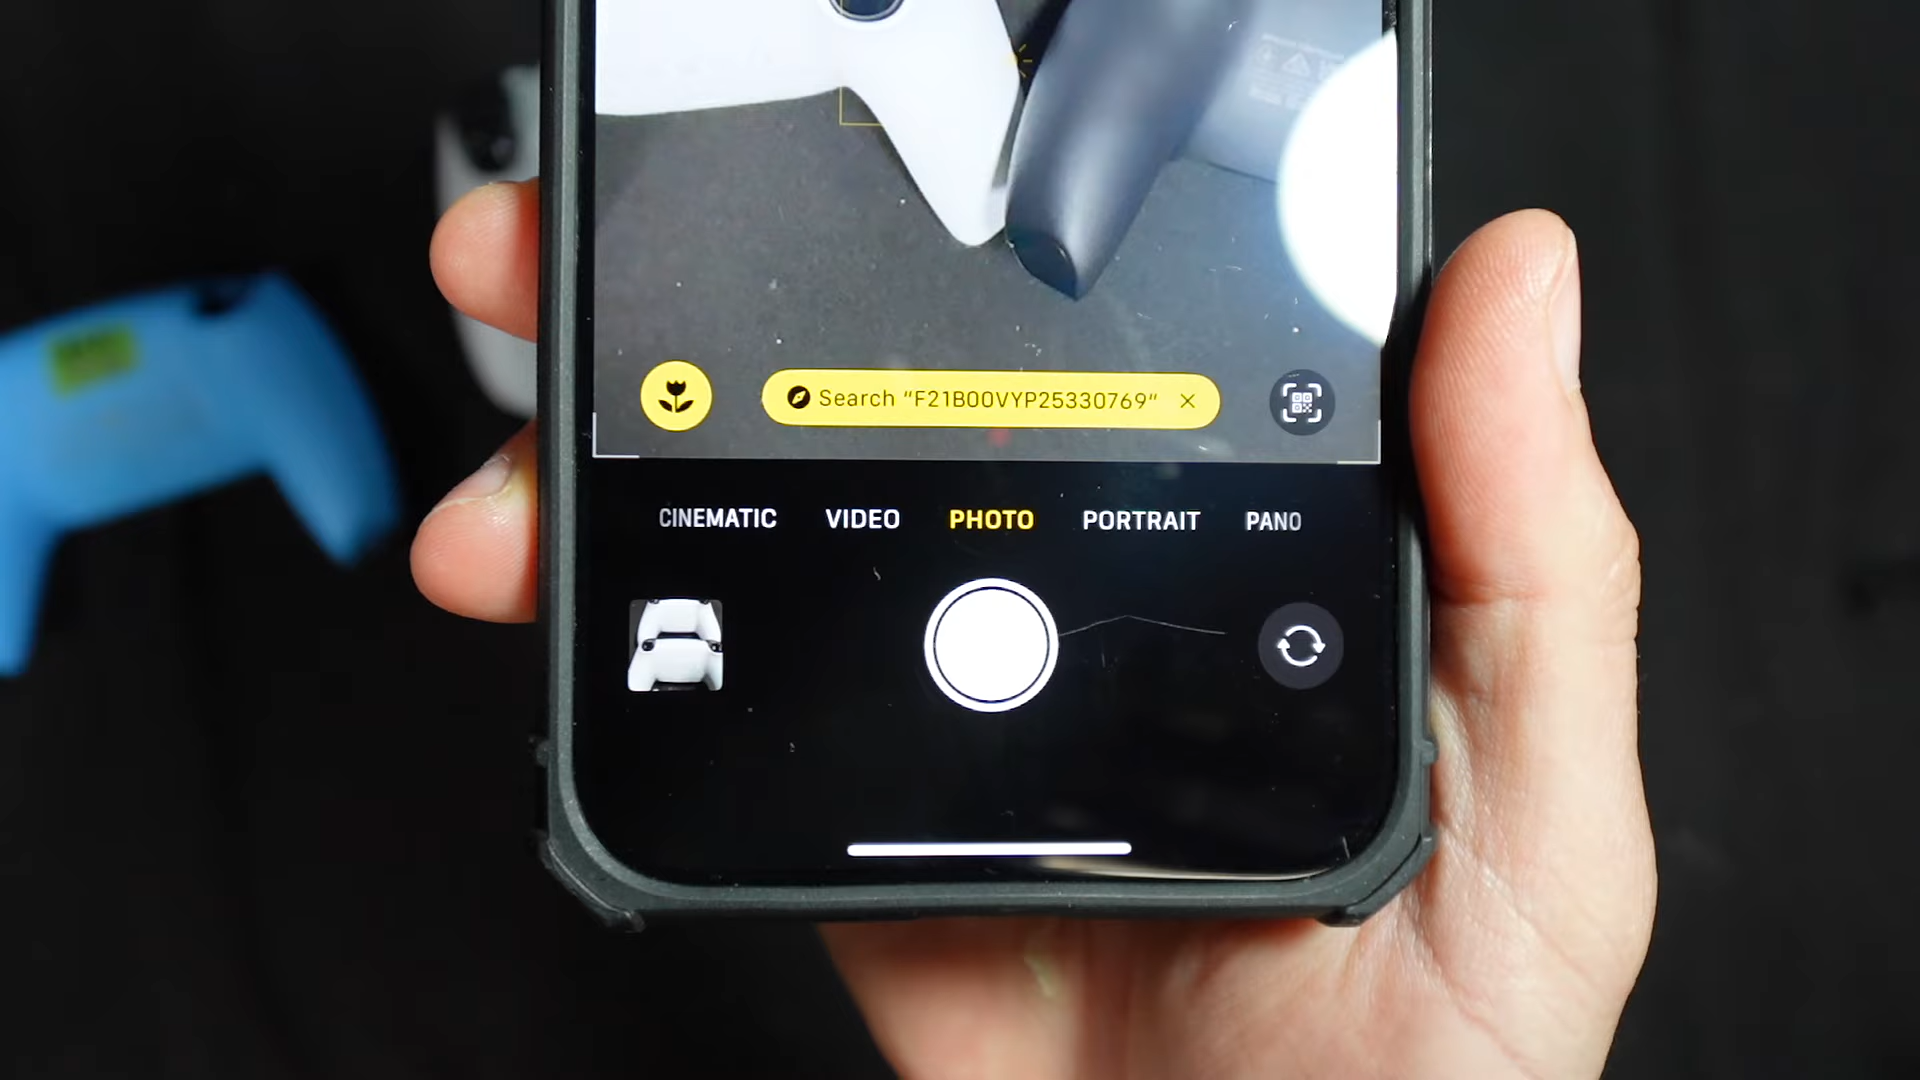 Search “F21B00VYP25330769”
CINEMATIC VIDEO PHOTO PORTRAIT PANO